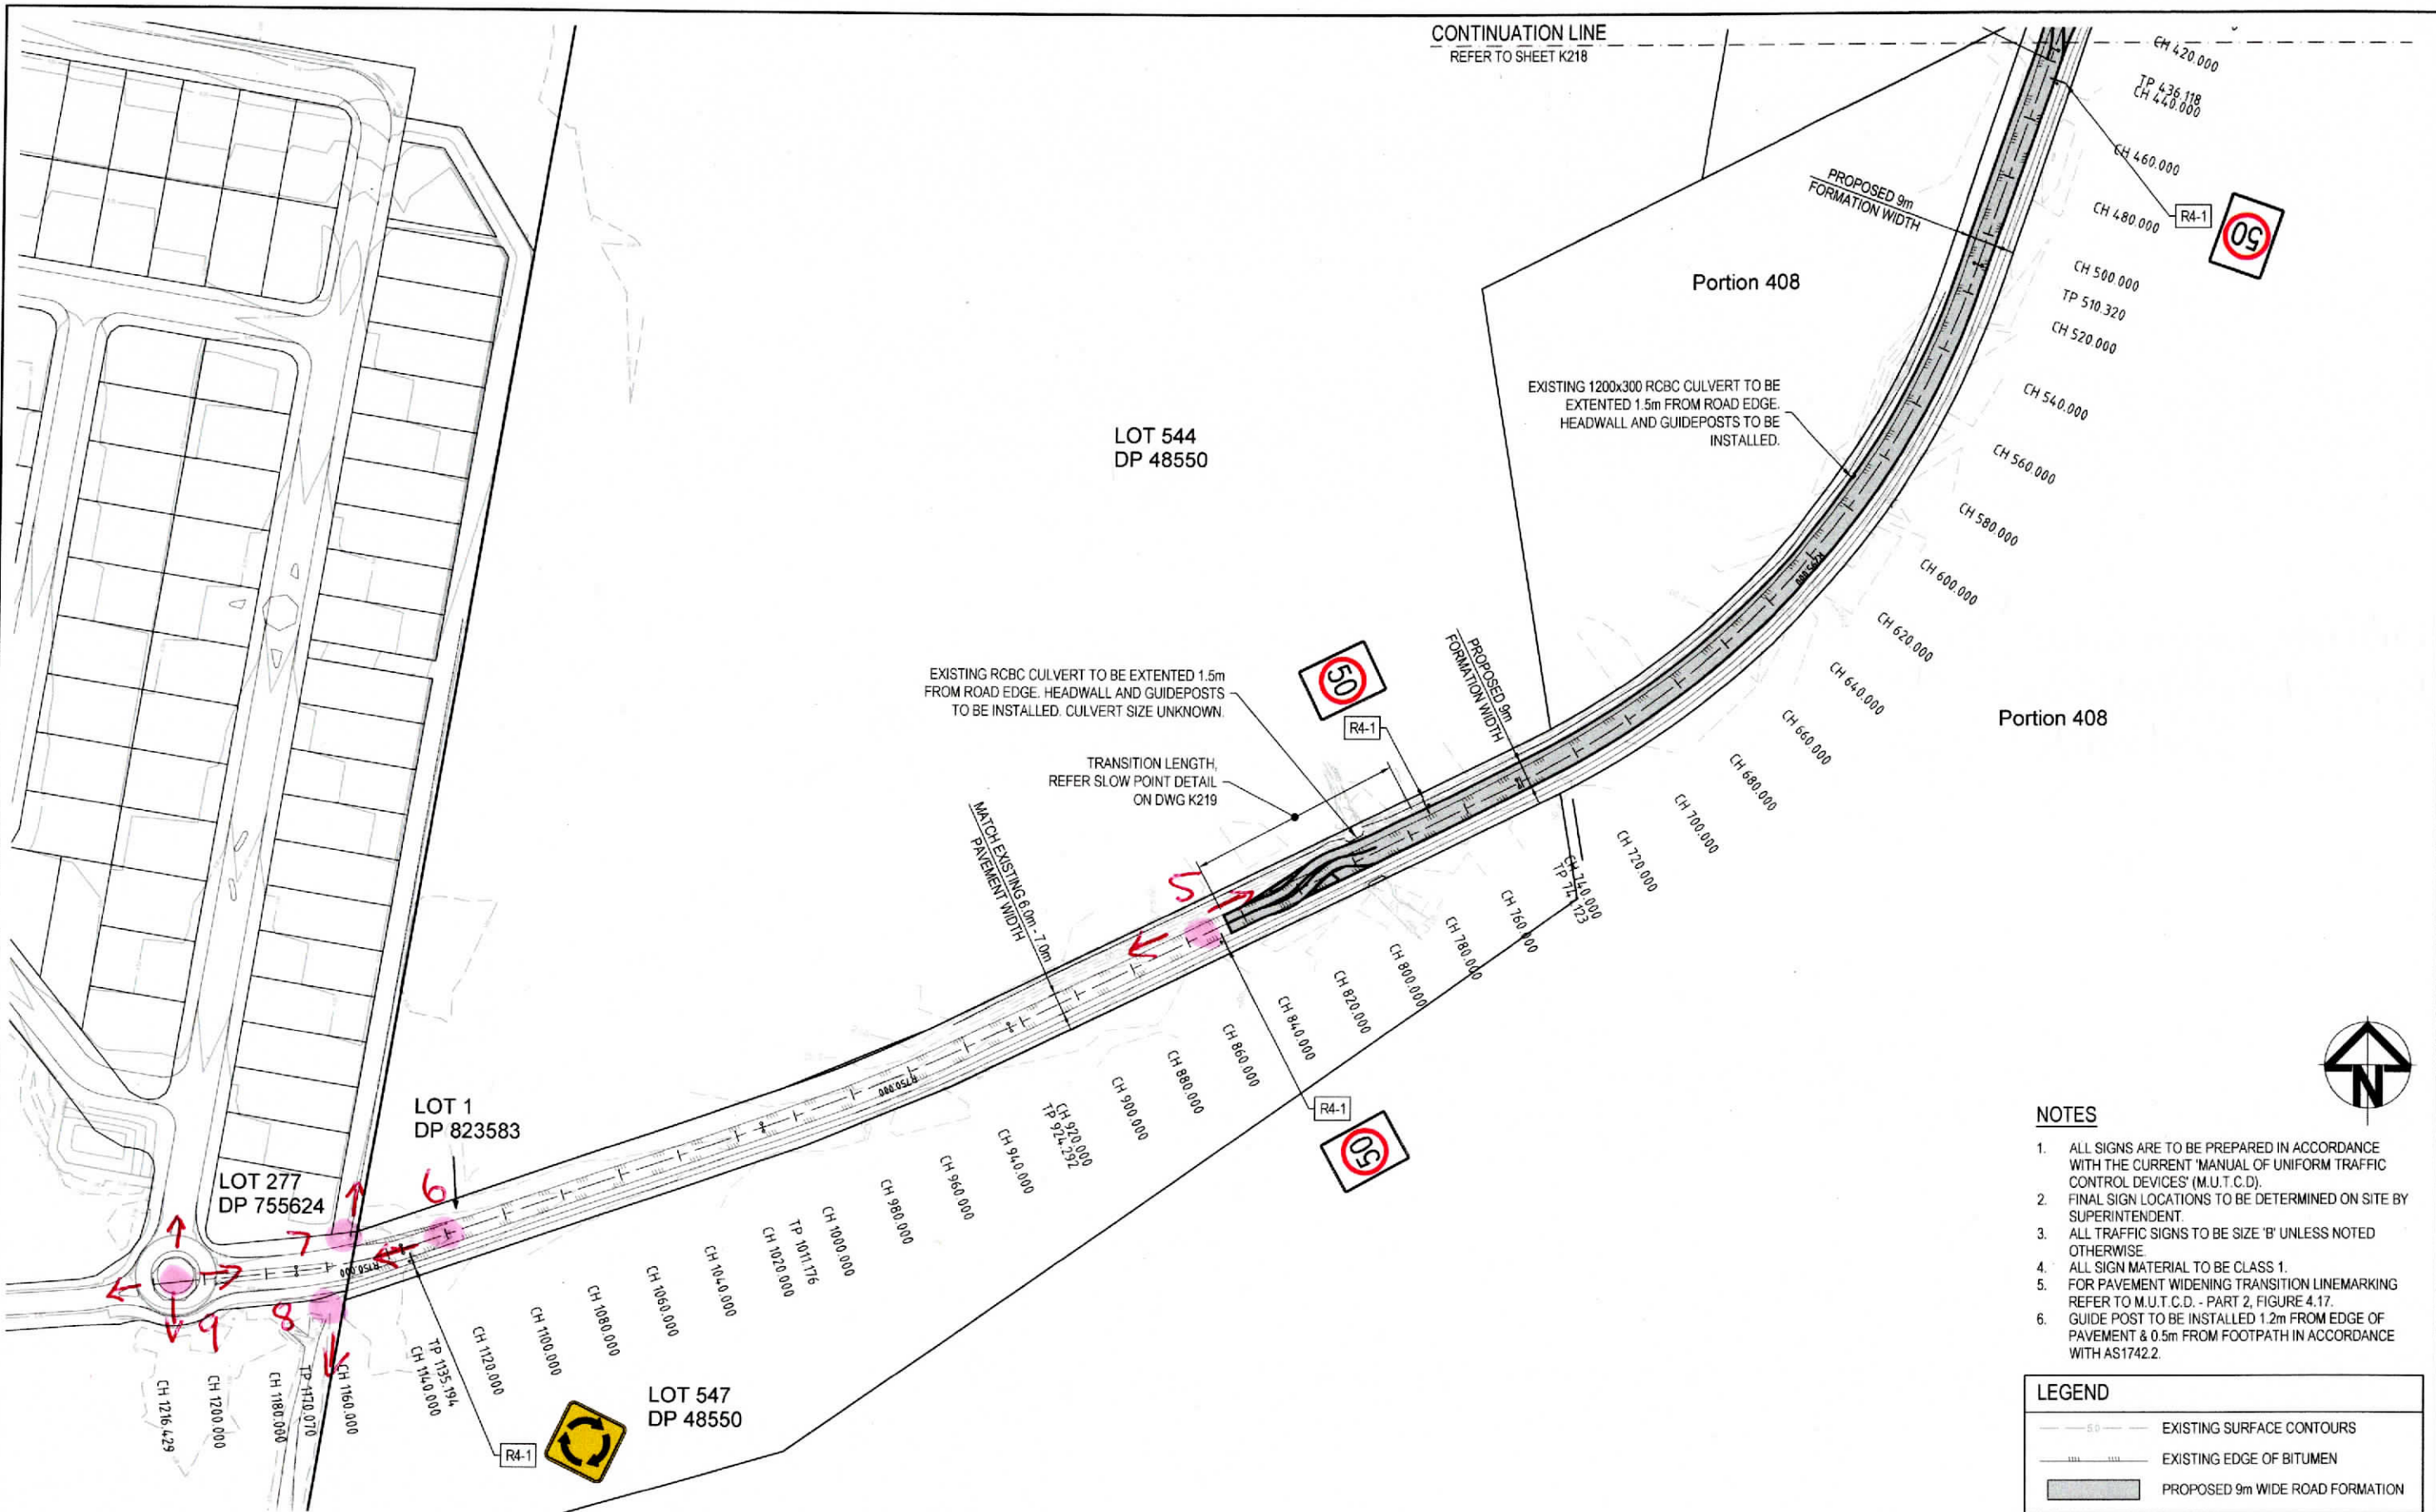 CONTINUATION LINE
REFER TO SHEET K218
CH 420.000
TP 436.118
CH 440.000
CH 460.000
CH 480.000
R4-1
50
CH 500.000
TP 510.320
CH 520.000
CH 540.000
CH 560.000
CH 580.000
CH 600.000
CH 620.000
CH 640.000
CH 660.000
CH 680.000
CH 700.000
CH 720.000
CH 740.000
CH 760.000
CH 780.000
CH 800.000
CH 820.000
CH 840.000
CH 860.000
CH 880.000
CH 900.000
CH 920.000
TP 924.292
CH 940.000
CH 960.000
CH 980.000
CH 1000.000
TP 1011.176
CH 1020.000
CH 1040.000
CH 1060.000
CH 1080.000
CH 1100.000
CH 1120.000
TP 1135.194
CH 1140.000
CH 1160.000
TP 1170.070
CH 1180.000
CH 1200.000
CH 1216.429
PROPOSED 9m
FORMATION WIDTH
Portion 408
EXISTING 1200x300 RCBC CULVERT TO BE
EXTENTED 1.5m FROM ROAD EDGE.
HEADWALL AND GUIDEPOSTS TO BE
INSTALLED.
LOT 544
DP 48550
Portion 408
EXISTING RCBC CULVERT TO BE EXTENTED 1.5m
FROM ROAD EDGE. HEADWALL AND GUIDEPOSTS
TO BE INSTALLED. CULVERT SIZE UNKNOWN.
50
R4-1
PROPOSED 9m
FORMATION WIDTH
TRANSITION LENGTH,
REFER SLOW POINT DETAIL
ON DWG K219
MATCH EXISTING 6.0m - 7.0m
PAVEMENT WIDTH
5
R750.000
R4-1
50
LOT 1
DP 823583
6
LOT 277
DP 755624
7
R750.000
8
9
R4-1
LOT 547
DP 48550
N
NOTES
1. ALL SIGNS ARE TO BE PREPARED IN ACCORDANCE
WITH THE CURRENT 'MANUAL OF UNIFORM TRAFFIC
CONTROL DEVICES' (M.U.T.C.D).
2. FINAL SIGN LOCATIONS TO BE DETERMINED ON SITE BY
SUPERINTENDENT.
3. ALL TRAFFIC SIGNS TO BE SIZE 'B' UNLESS NOTED
OTHERWISE.
4. ALL SIGN MATERIAL TO BE CLASS 1.
5. FOR PAVEMENT WIDENING TRANSITION LINEMARKING
REFER TO M.U.T.C.D. - PART 2, FIGURE 4.17.
6. GUIDE POST TO BE INSTALLED 1.2m FROM EDGE OF
PAVEMENT & 0.5m FROM FOOTPATH IN ACCORDANCE
WITH AS1742.2.
LEGEND
EXISTING SURFACE CONTOURS
EXISTING EDGE OF BITUMEN
PROPOSED 9m WIDE ROAD FORMATION